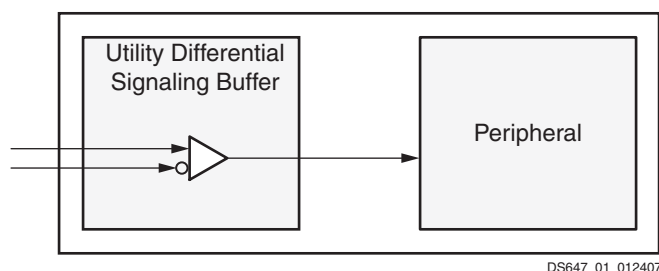 Utility Differential
Signaling Buffer
Peripheral
DS647_01_012407